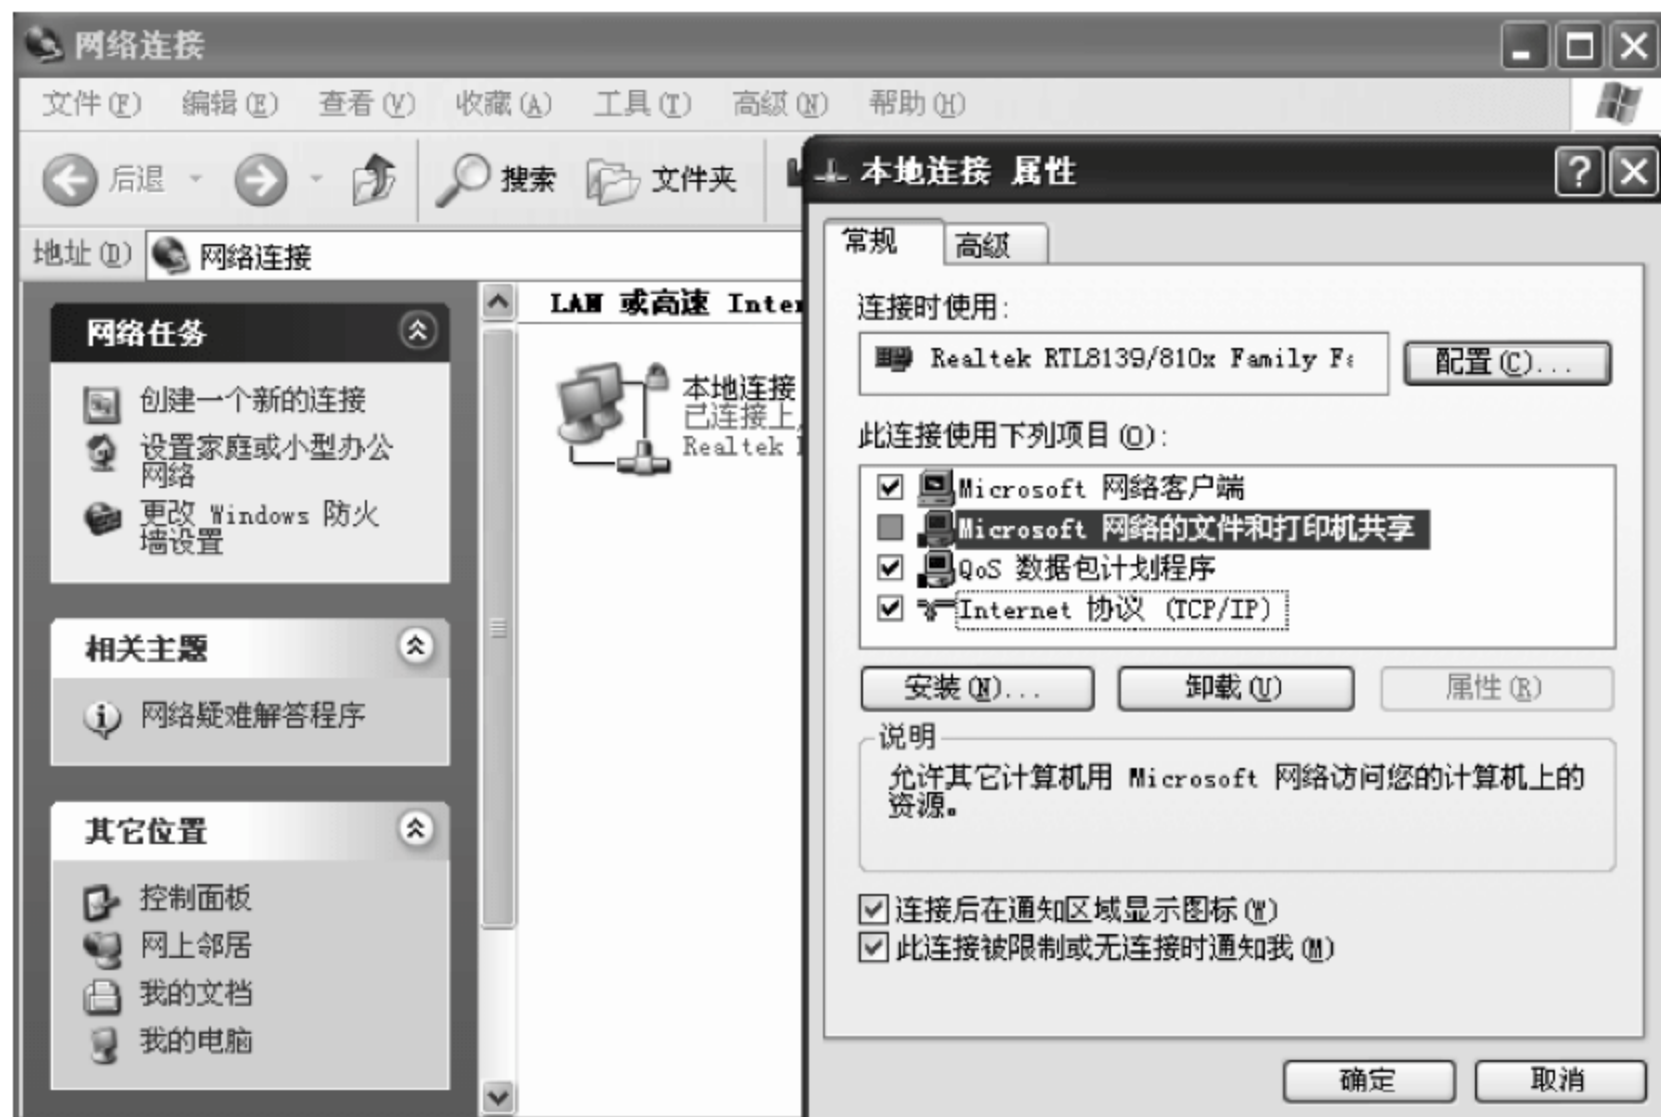 网络连接
文件(F) 编辑(E) 查看(V) 收藏(A) 工具(T) 高级(N) 帮助(H)
后退 搜索 文件夹
地址(D) 网络连接
网络任务
创建一个新的连接
设置家庭或小型办公
网络
更改 Windows 防火
墙设置
相关主题
网络疑难解答程序
其它位置
控制面板
网上邻居
我的文档
我的电脑
LAN 或高速 Inter
本地连接
已连接上,
Realtek
本地连接 属性
常规 高级
连接时使用:
Realtek RTL8139/810x Family Fa
配置(C)...
此连接使用下列项目(O):
Microsoft 网络客户端
Microsoft 网络的文件和打印机共享
QoS 数据包计划程序
Internet 协议 (TCP/IP)
安装(N)... 卸载(U) 属性(R)
说明
允许其它计算机用 Microsoft 网络访问您的计算机上的
资源。
连接后在通知区域显示图标(W)
此连接被限制或无连接时通知我(M)
确定 取消